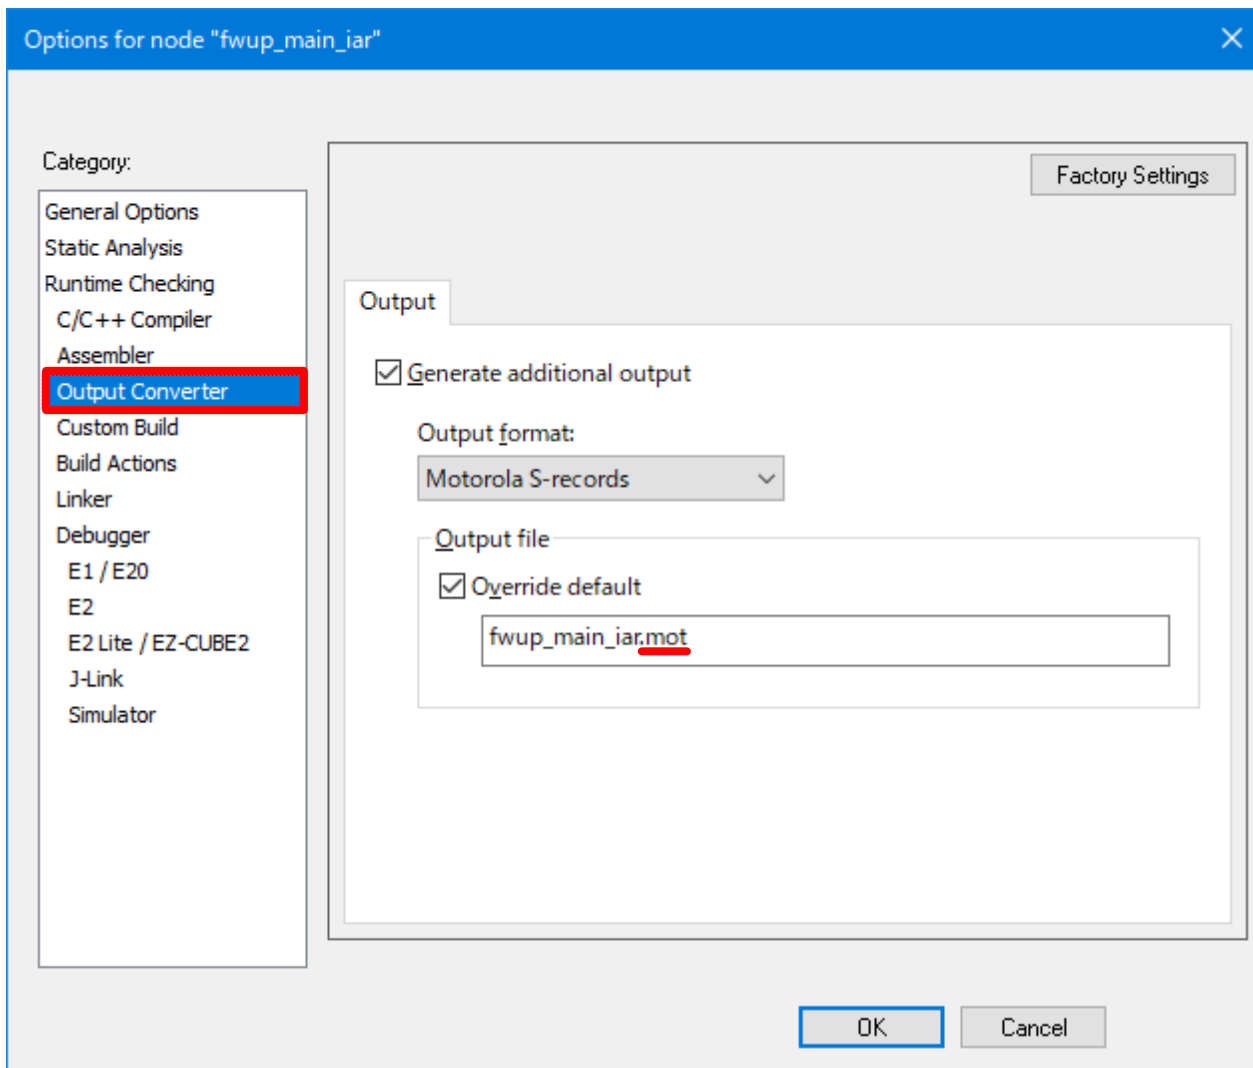 Options for node "fwup_main_iar"
Category:
Factory Settings
General Options
Static Analysis
Runtime Checking
C/C++ Compiler
Assembler
Output Converter
Custom Build
Build Actions
Linker
Debugger
E1 / E20
E2
E2 Lite / EZ-CUBE2
J-Link
Simulator
Output
Generate additional output
Output format:
Motorola S-records
Output file
Override default
fwup_main_iar.mot
OK
Cancel